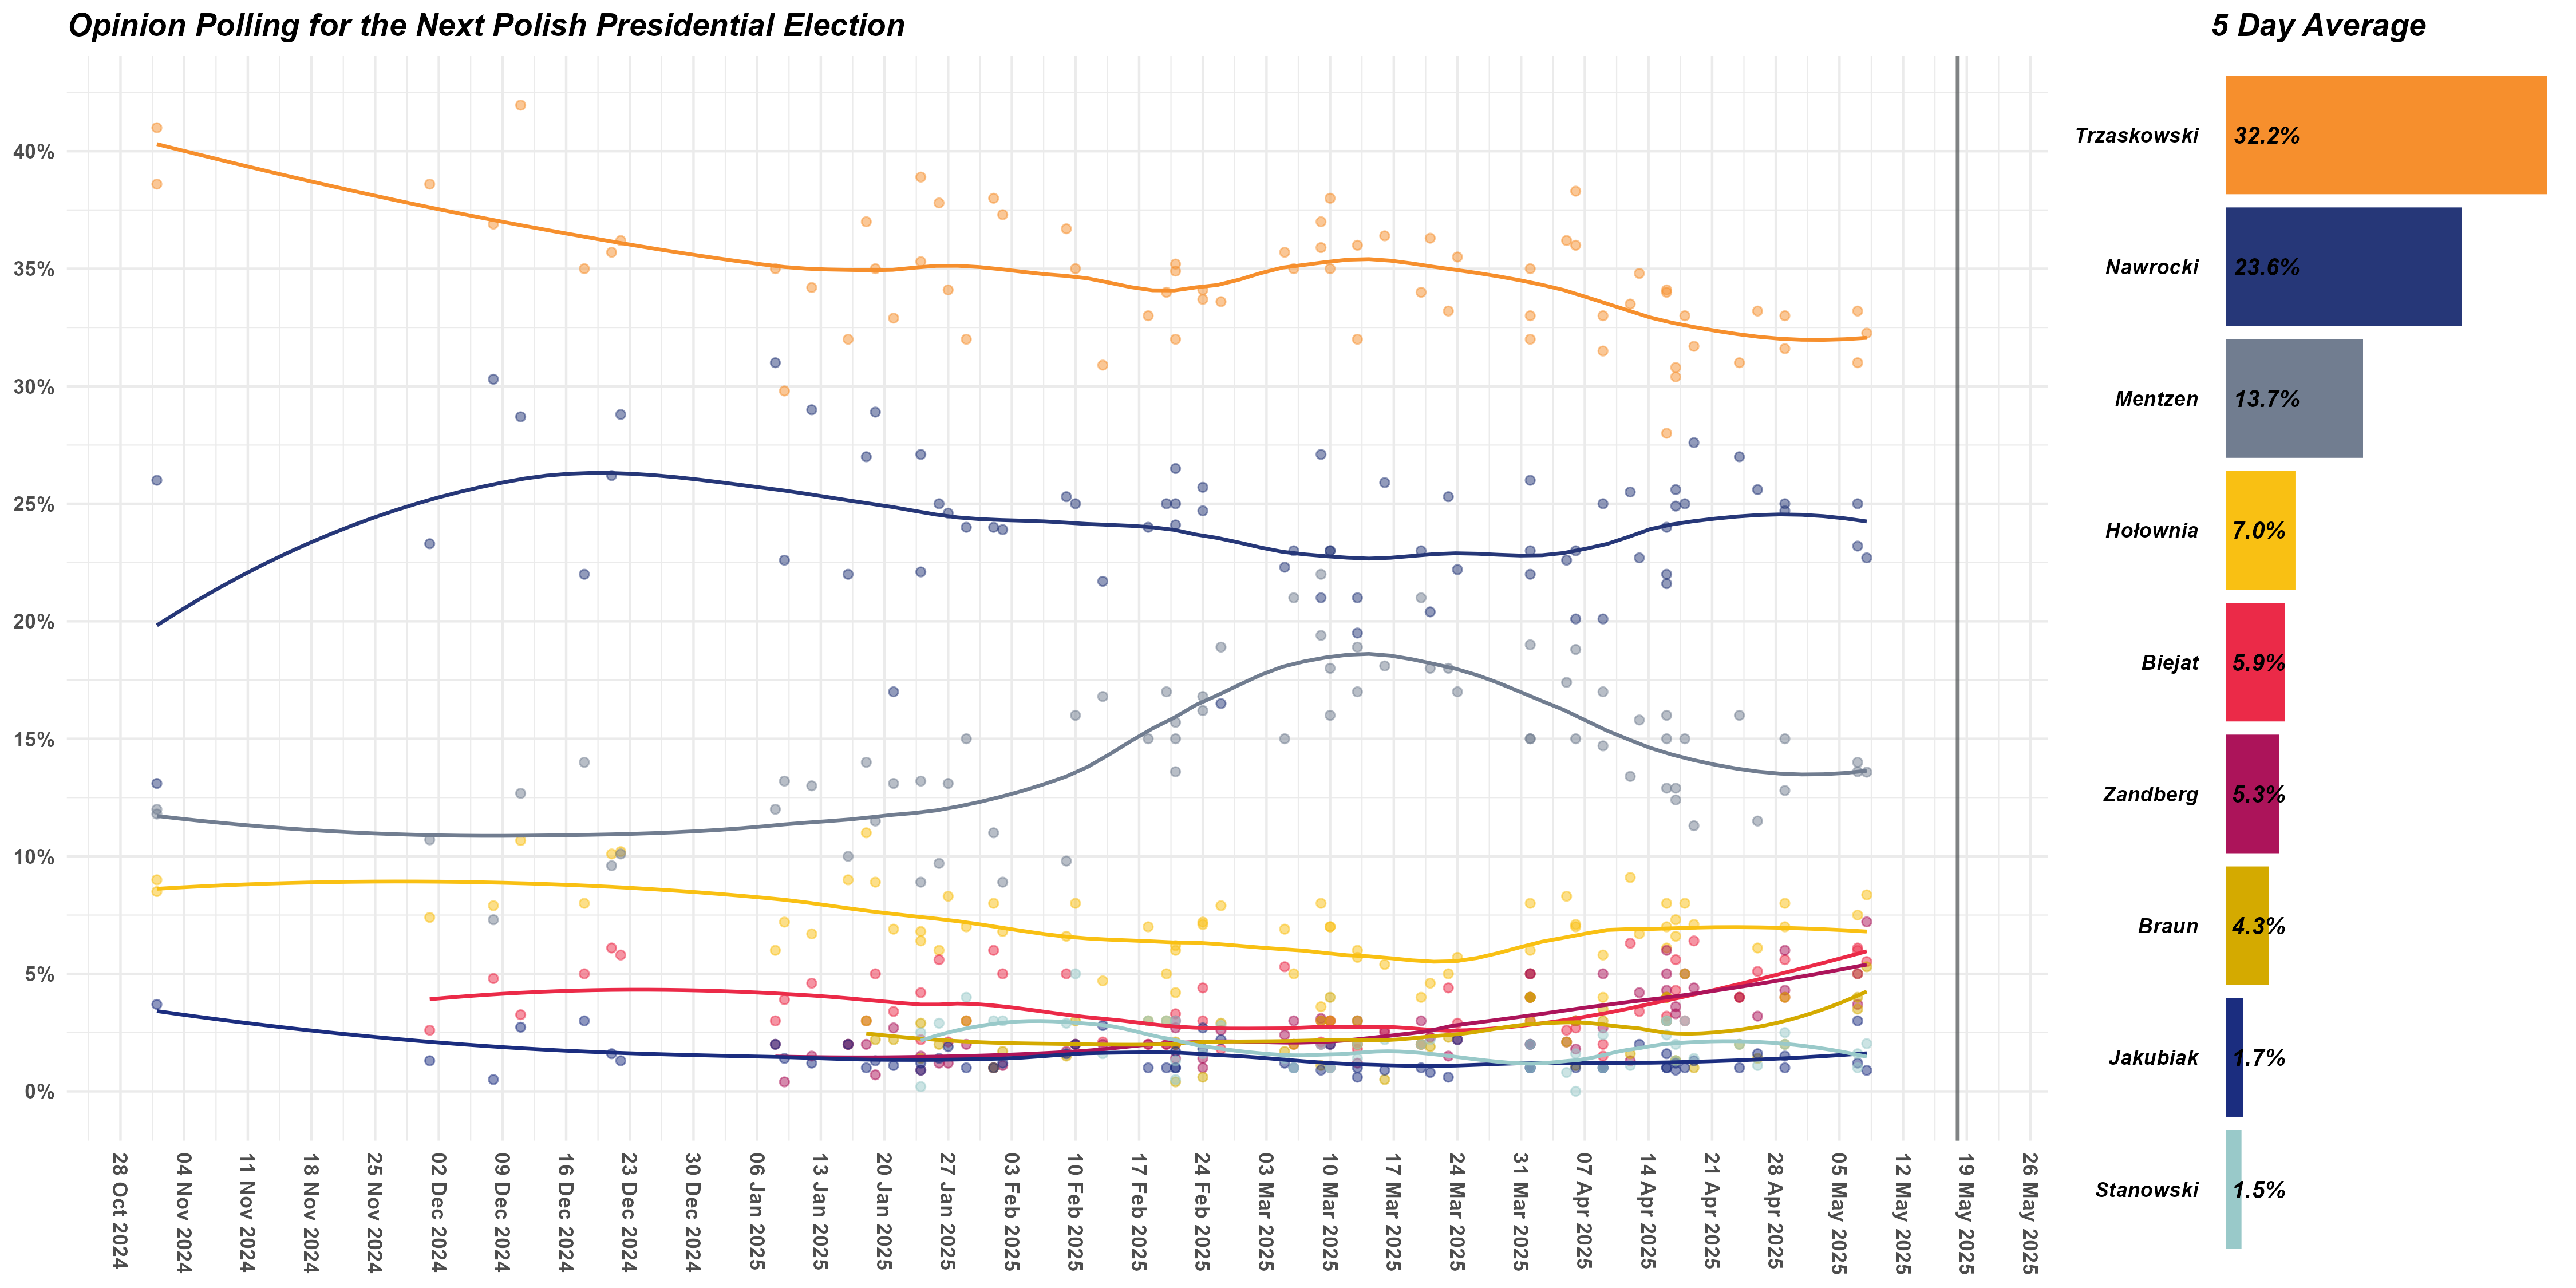 Opinion Polling for the Next Polish Presidential Election
5 Day Average
40%
35%
30%
25%
20%
15%
10%
5%
0%
28 Oct 2024
04 Nov 2024
11 Nov 2024
18 Nov 2024
25 Nov 2024
02 Dec 2024
09 Dec 2024
16 Dec 2024
23 Dec 2024
30 Dec 2024
06 Jan 2025
13 Jan 2025
20 Jan 2025
27 Jan 2025
03 Feb 2025
10 Feb 2025
17 Feb 2025
24 Feb 2025
03 Mar 2025
10 Mar 2025
17 Mar 2025
24 Mar 2025
31 Mar 2025
07 Apr 2025
14 Apr 2025
21 Apr 2025
28 Apr 2025
05 May 2025
12 May 2025
19 May 2025
26 May 2025
Trzaskowski 32.2%
Nawrocki 23.6%
Mentzen 13.7%
Hołownia 7.0%
Biejat 5.9%
Zandberg 5.3%
Braun 4.3%
Jakubiak 1.7%
Stanowski 1.5%